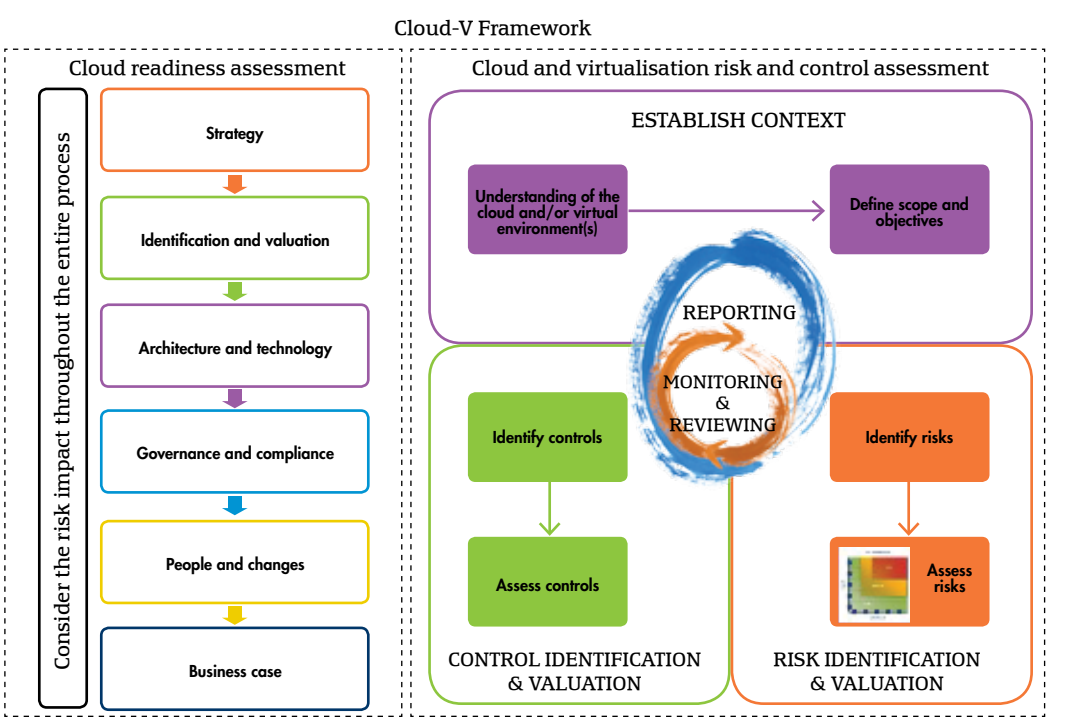 Cloud-V Framework
Cloud readiness assessment
Consider the risk impact throughout the entire process
Strategy
Identification and valuation
Architecture and technology
Governance and compliance
People and changes
Business case
Cloud and virtualisation risk and control assessment
ESTABLISH CONTEXT
Understanding of the
cloud and/or virtual
environment(s)
Define scope and
objectives
REPORTING
MONITORING
&
REVIEWING
Identify controls
Assess controls
CONTROL IDENTIFICATION
& VALUATION
Identify risks
Assess
risks
RISK IDENTIFICATION
& VALUATION